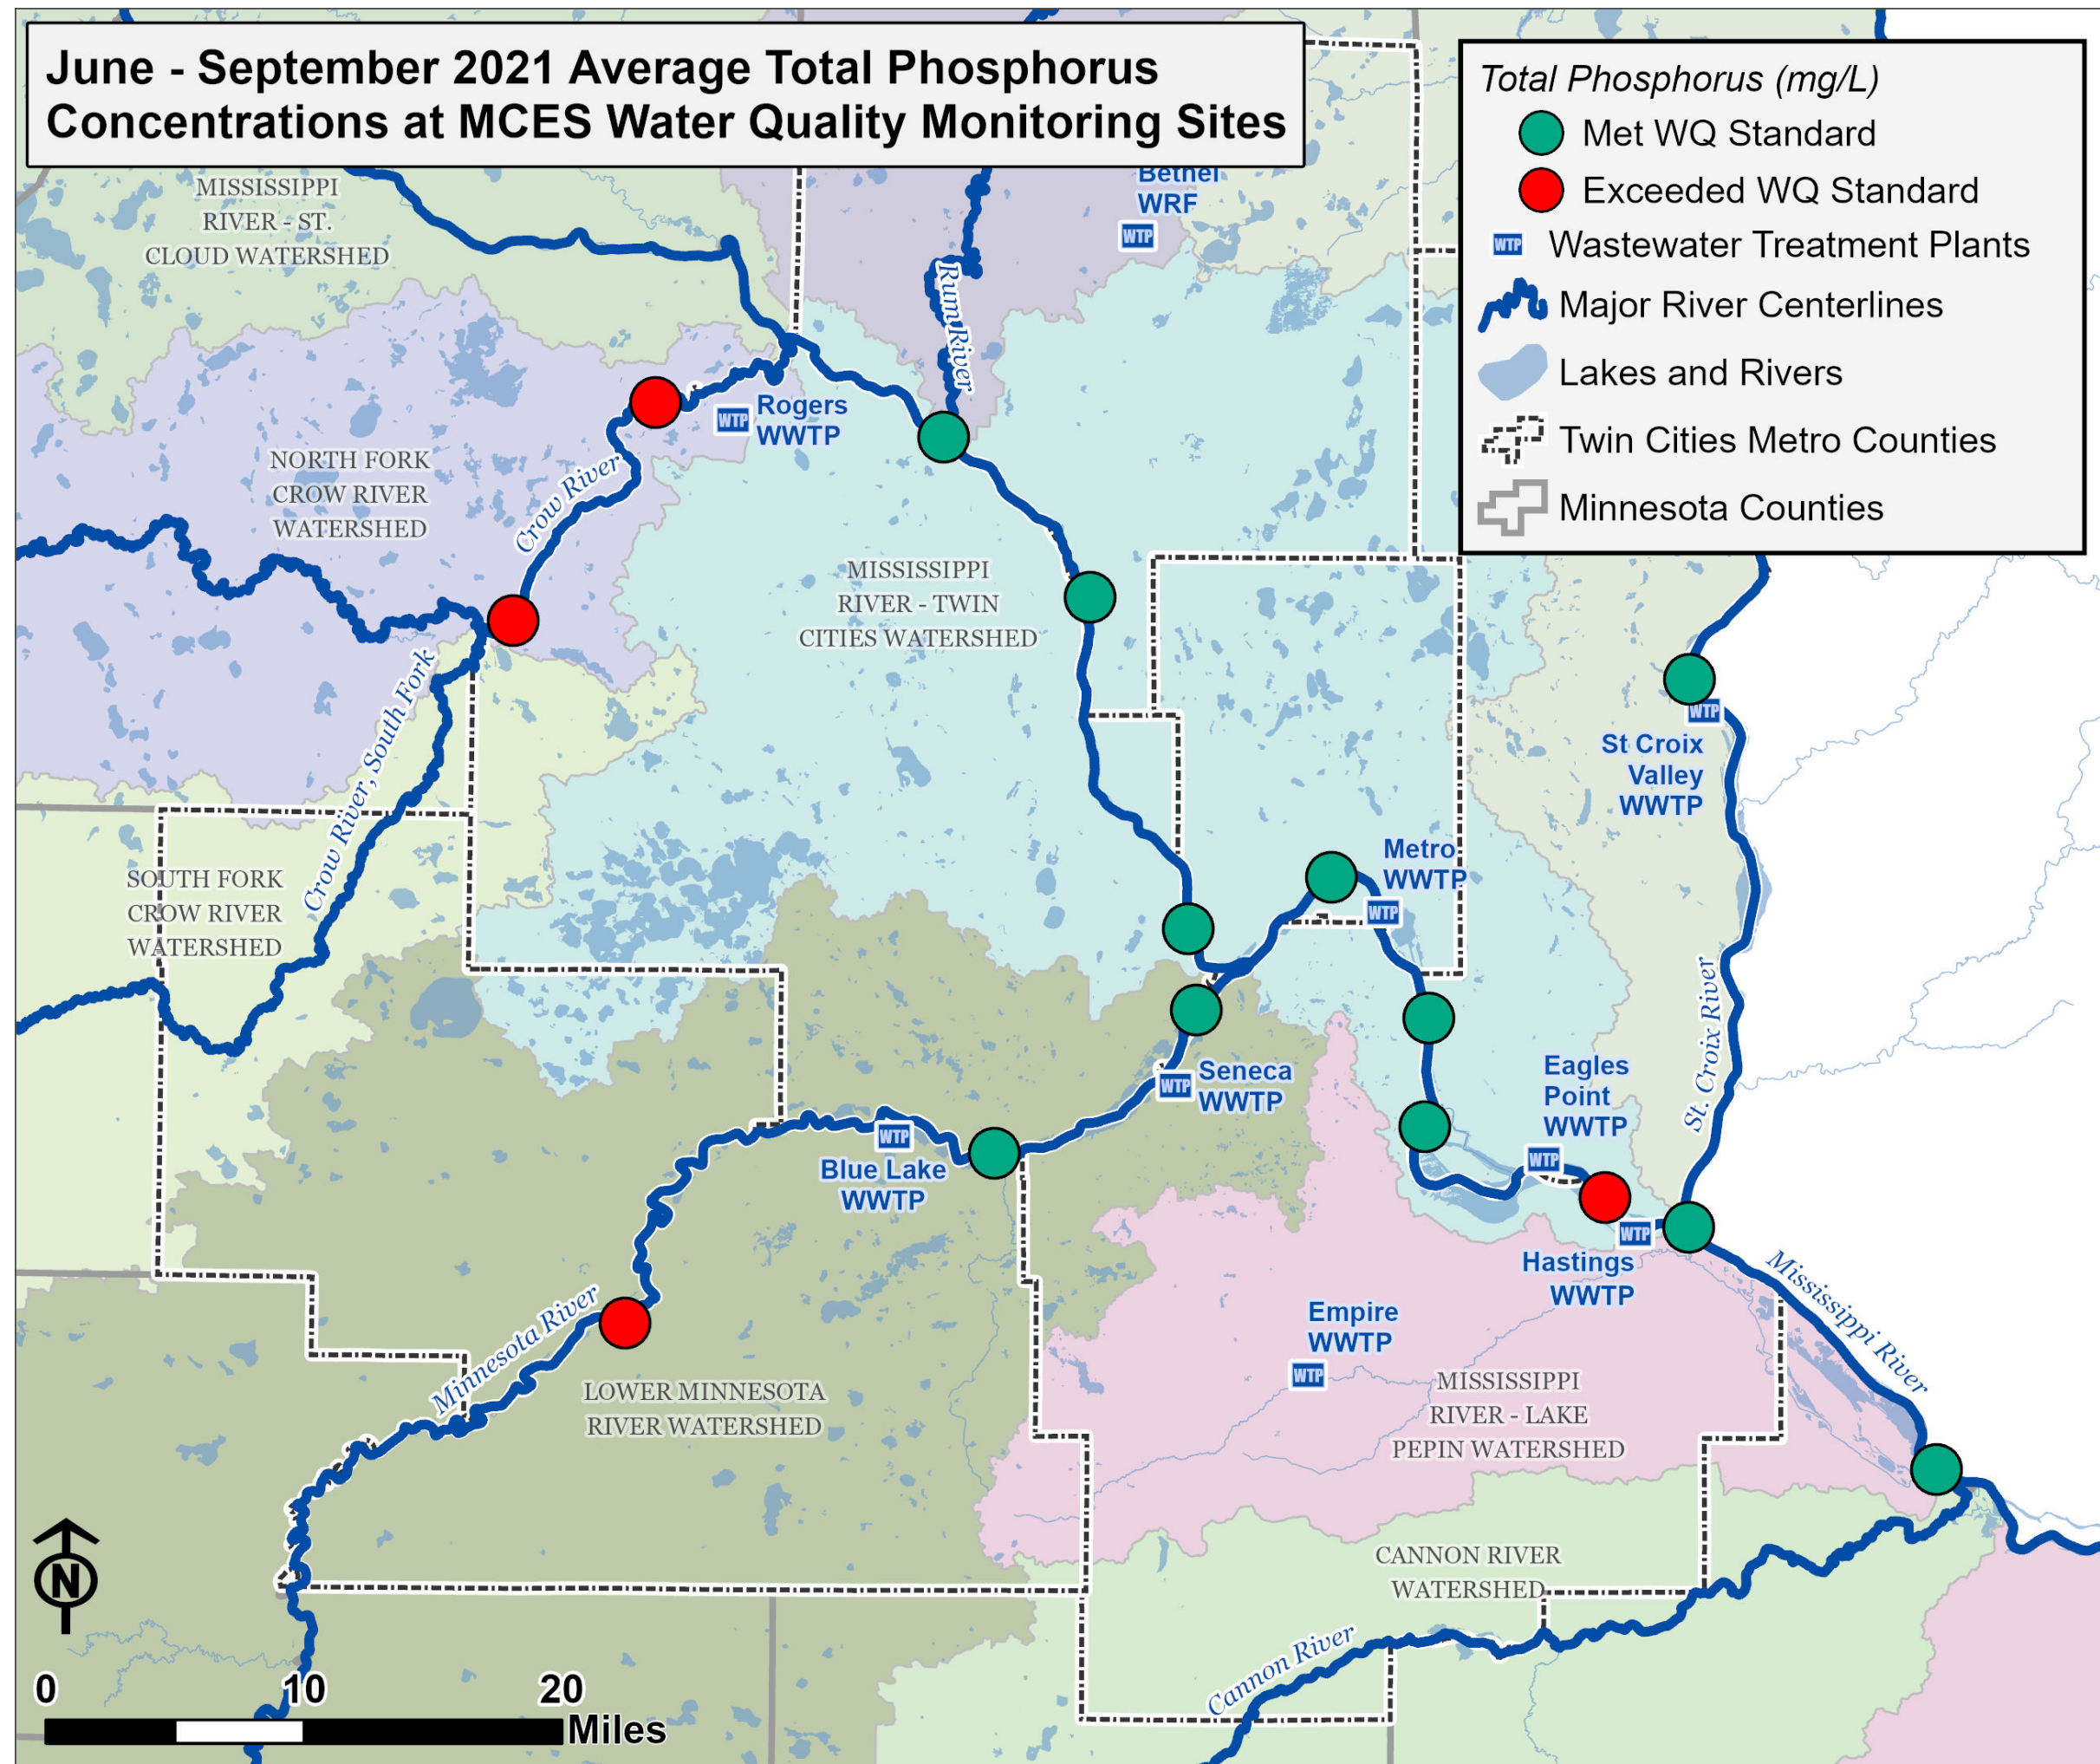 June - September 2021 Average Total Phosphorus
Concentrations at MCES Water Quality Monitoring Sites
Total Phosphorus (mg/L)
Met WQ Standard
Exceeded WQ Standard
WTP Wastewater Treatment Plants
Major River Centerlines
Lakes and Rivers
Twin Cities Metro Counties
Minnesota Counties
MISSISSIPPI
RIVER - ST.
CLOUD WATERSHED
Bethel
WRF
WTP
Rum River
WTP
Rogers
WWTP
NORTH FORK
CROW RIVER
WATERSHED
Crow River
MISSISSIPPI
RIVER - TWIN
CITIES WATERSHED
Crow River, South Fork
WTP
St Croix
Valley
WWTP
SOUTH FORK
CROW RIVER
WATERSHED
Metro
WWTP
WTP
St. Croix River
WTP
Seneca
WWTP
Eagles
Point
WWTP
WTP
WTP
Blue Lake
WWTP
WTP
Hastings
WWTP
Mississippi River
Minnesota River
Empire
WWTP
WTP
LOWER MINNESOTA
RIVER WATERSHED
MISSISSIPPI
RIVER - LAKE
PEPIN WATERSHED
CANNON RIVER
WATERSHED
Cannon River
N
0 10 20
Miles